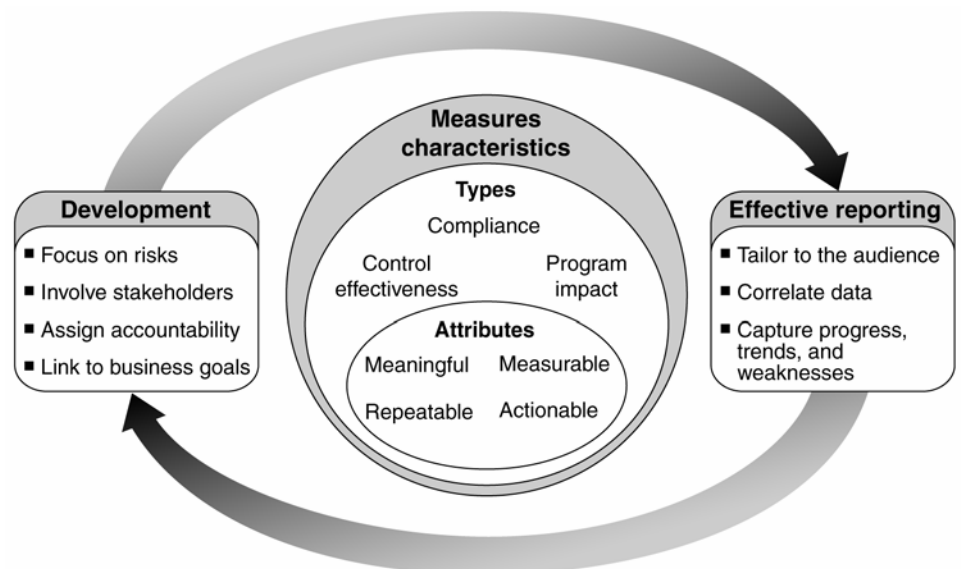 Measures
characteristics
Types
Compliance
Control
effectiveness
Program
impact
Attributes
Meaningful
Measurable
Repeatable
Actionable
Development
■ Focus on risks
■ Involve stakeholders
■ Assign accountability
■ Link to business goals
Effective reporting
■ Tailor to the audience
■ Correlate data
■ Capture progress,
trends, and
weaknesses